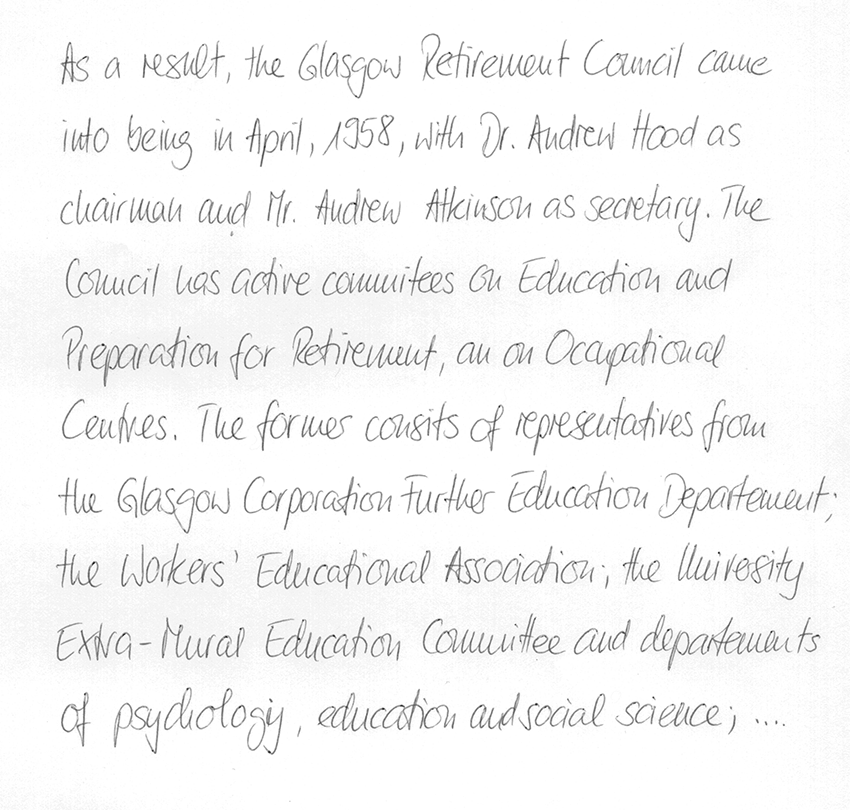 As a result, the Glasgow Retirement Council came
into being in April, 1958, with Dr. Andrew Hood as
chairman and Mr. Andrew Atkinson as secretary. The
Council has active commitees on Education and
Preparation for Retirement, an on Ocupational
Centres. The former consits of representatives from
the Glasgow Corporation Further Education Departement;
the Workers' Educational Association; the Univesity
Extra-Mural Education Committee and departements
of psychology, education and social science; ....